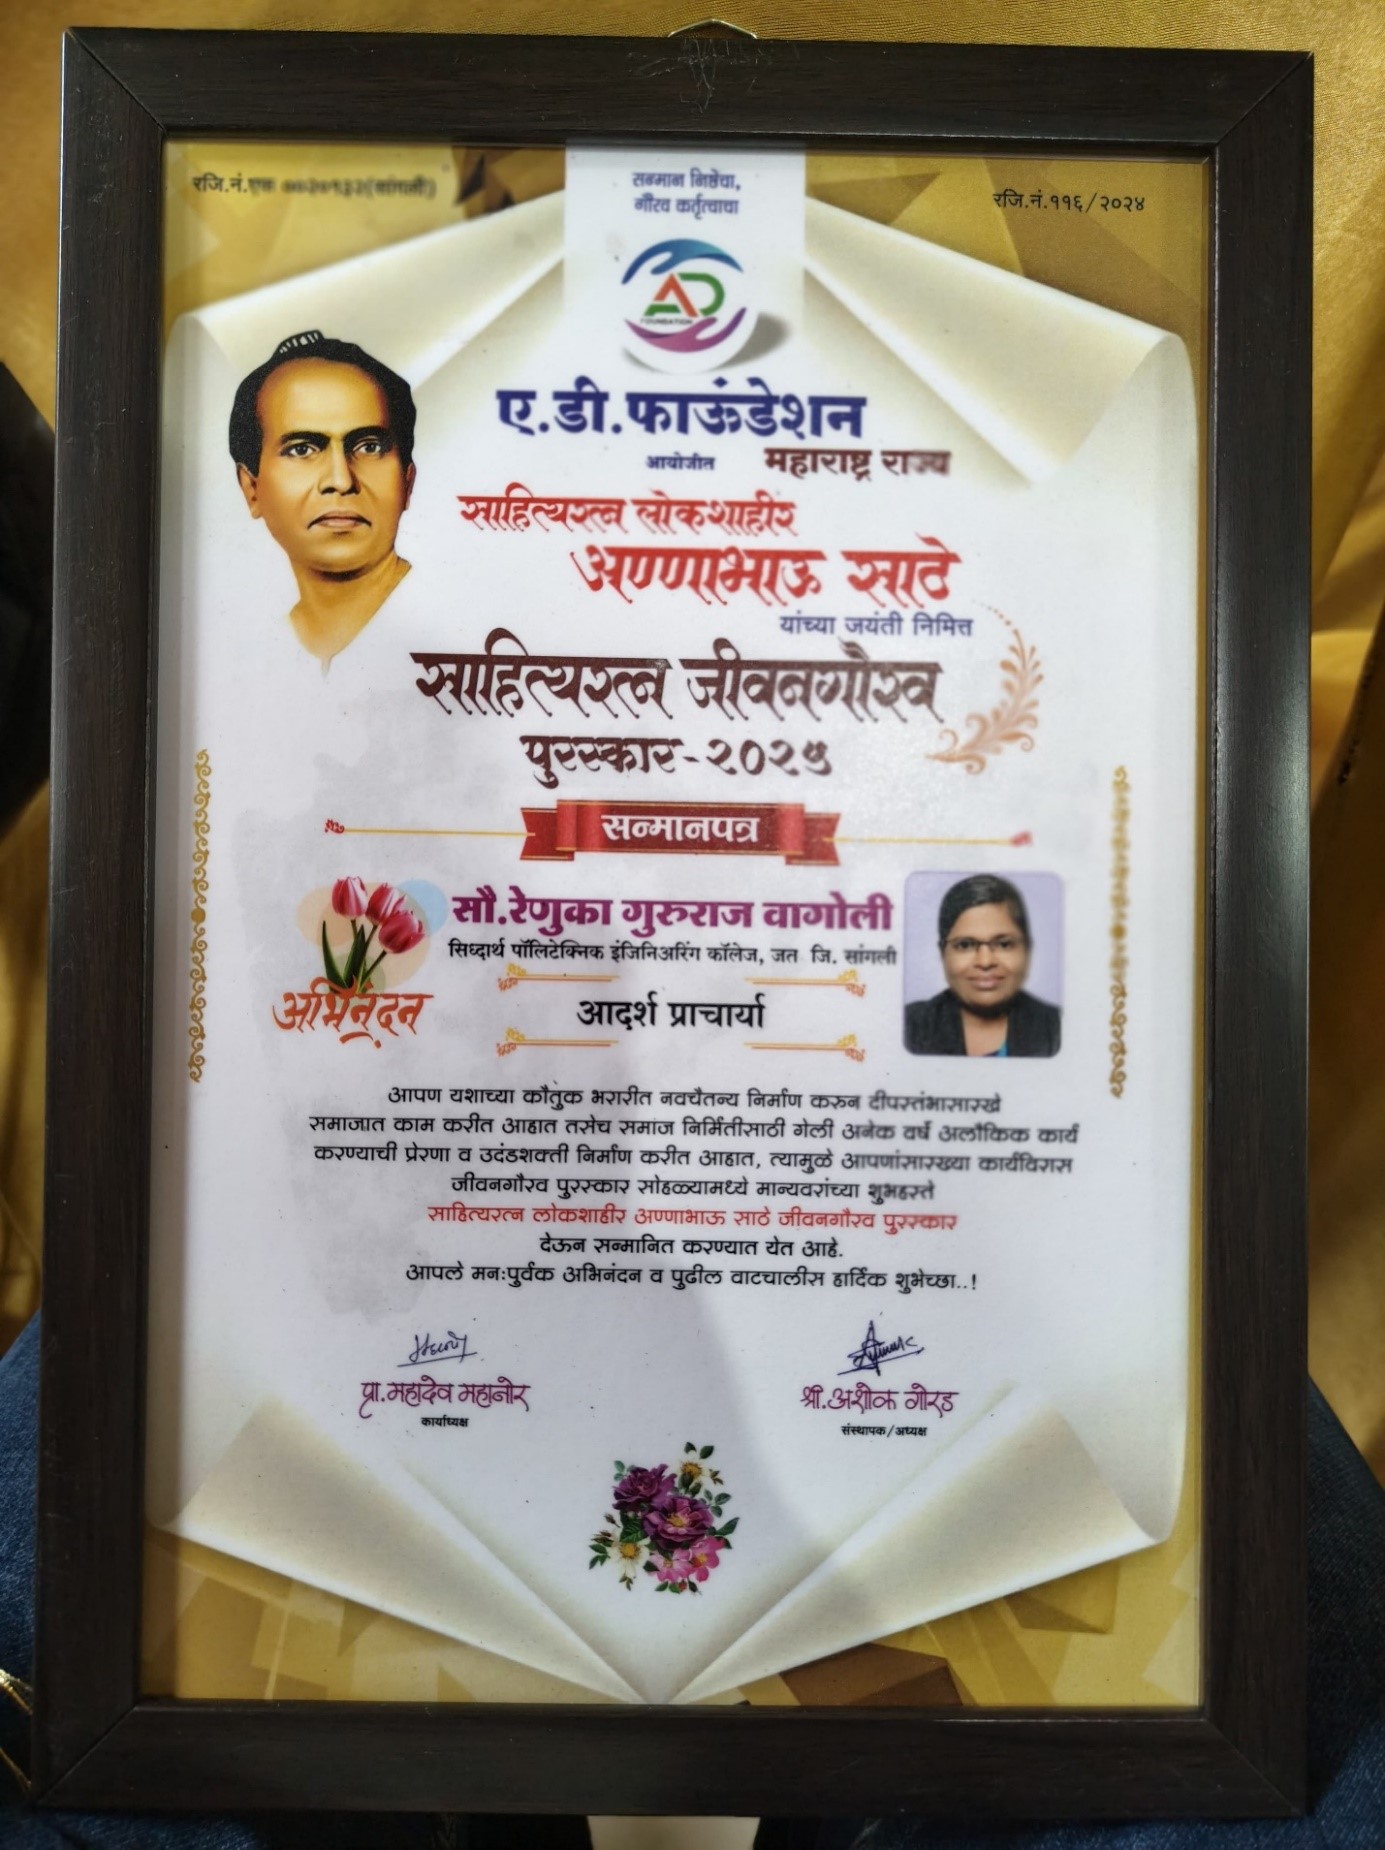 रजि.नं.एफ
रजि.नं.११६/२०२४
सन्मान निष्ठेचा,
गौरव कर्तृत्वाचा
AD
FOUNDATION
ए.डी.फाऊंडेशन
आयोजीत महाराष्ट्र राज्य
साहित्यरत्न लोकशाहीर
अण्णाभाऊ साठे
यांच्या जयंती निमित्त
साहित्यरत्न जीवनगौरव
पुरस्कार-२०२५
सन्मानपत्र
अभिनंदन
सौ.रेणुका गुरुराज वागोली
सिध्दार्थ पॉलिटेक्निक इंजिनिअरिंग कॉलेज, जत जि. सांगली
आदर्श प्राचार्या
आपण यशाच्या कौतुक भरारीत नवचैतन्य निर्माण करुन दीपस्तंभासारखे
समाजात काम करीत आहात तसेच समाज निर्मितीसाठी गेली अनेक वर्षे अलौकिक कार्य
करण्याची प्रेरणा व उदंडशक्ती निर्माण करीत आहात, त्यामुळे आपणांसारख्या कार्यविरास
जीवनगौरव पुरस्कार सोहळ्यामध्ये मान्यवरांच्या शुभहस्ते
साहित्यरत्न लोकशाहीर अण्णाभाऊ साठे जीवनगौरव पुरस्कार
देऊन सन्मानित करण्यात येत आहे.
आपले मनःपुर्वक अभिनंदन व पुढील वाटचालीस हार्दिक शुभेच्छा..!
प्रा.महादेव महानोर
कार्याध्यक्ष
श्री.अशोक गोरड
संस्थापक/अध्यक्ष